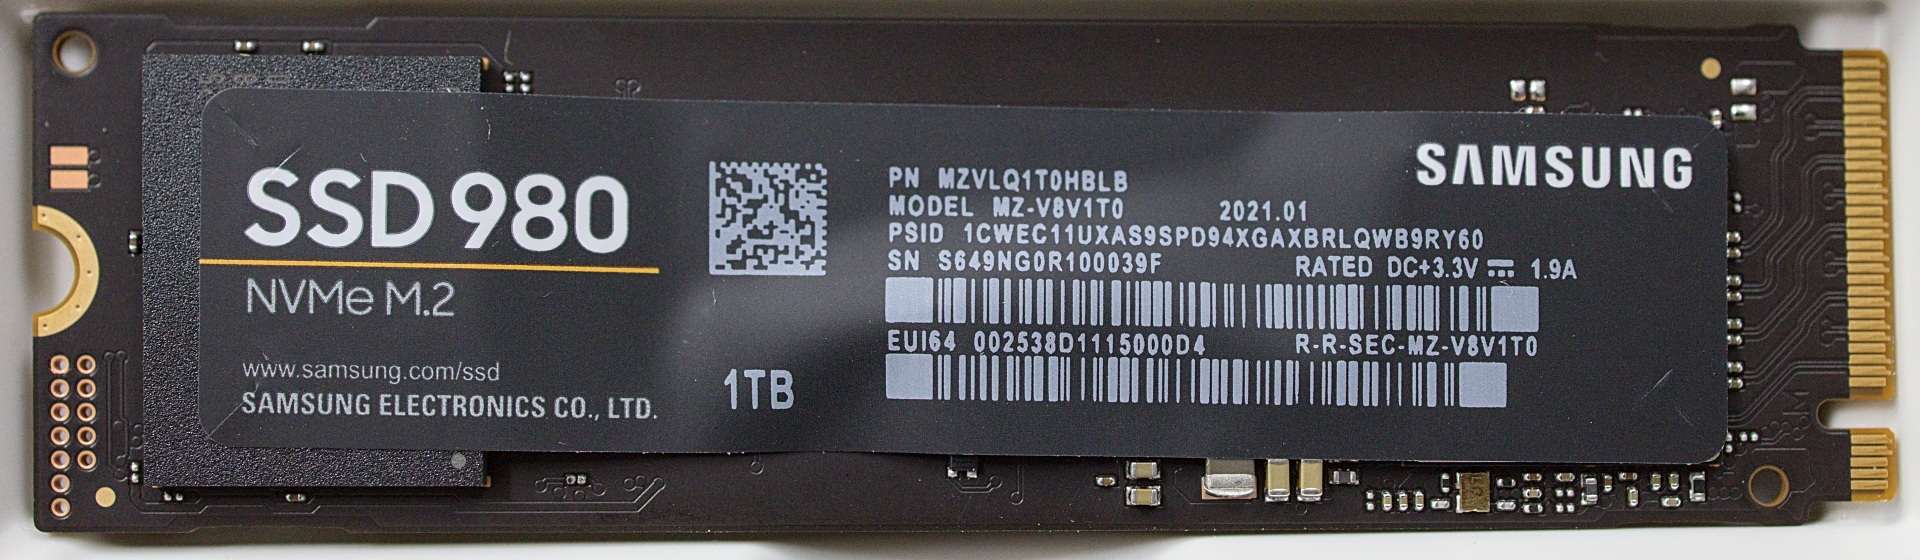 SSD 980
NVMe M.2
www.samsung.com/ssd
SAMSUNG ELECTRONICS CO., LTD.
1TB
SAMSUNG
PN MZVLQ1T0HBLB
MODEL MZ-V8V1T0 2021.01
PSID 1CWEC11UXAS9SPD94XGAXBRLQWB9RY60
SN S649NG0R100039F RATED DC+3.3V ⎓ 1.9A
EUI64 002538D1115000D4 R-R-SEC-MZ-V8V1T0